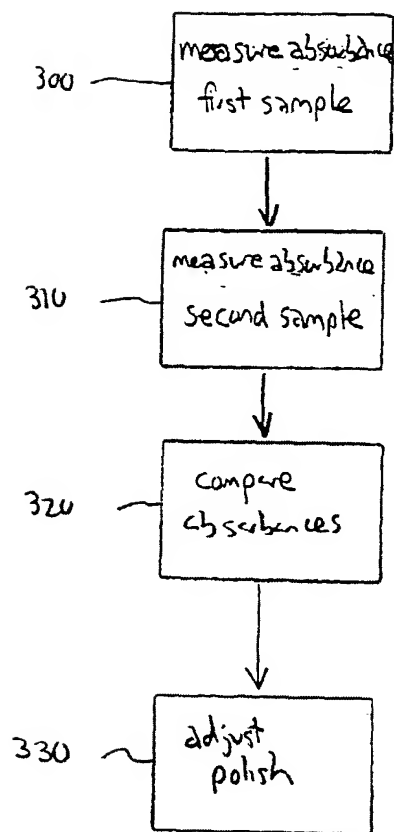 300
measure absorbance
first sample
310
measure absorbance
second sample
320
compare
absorbances
330
adjust
polish